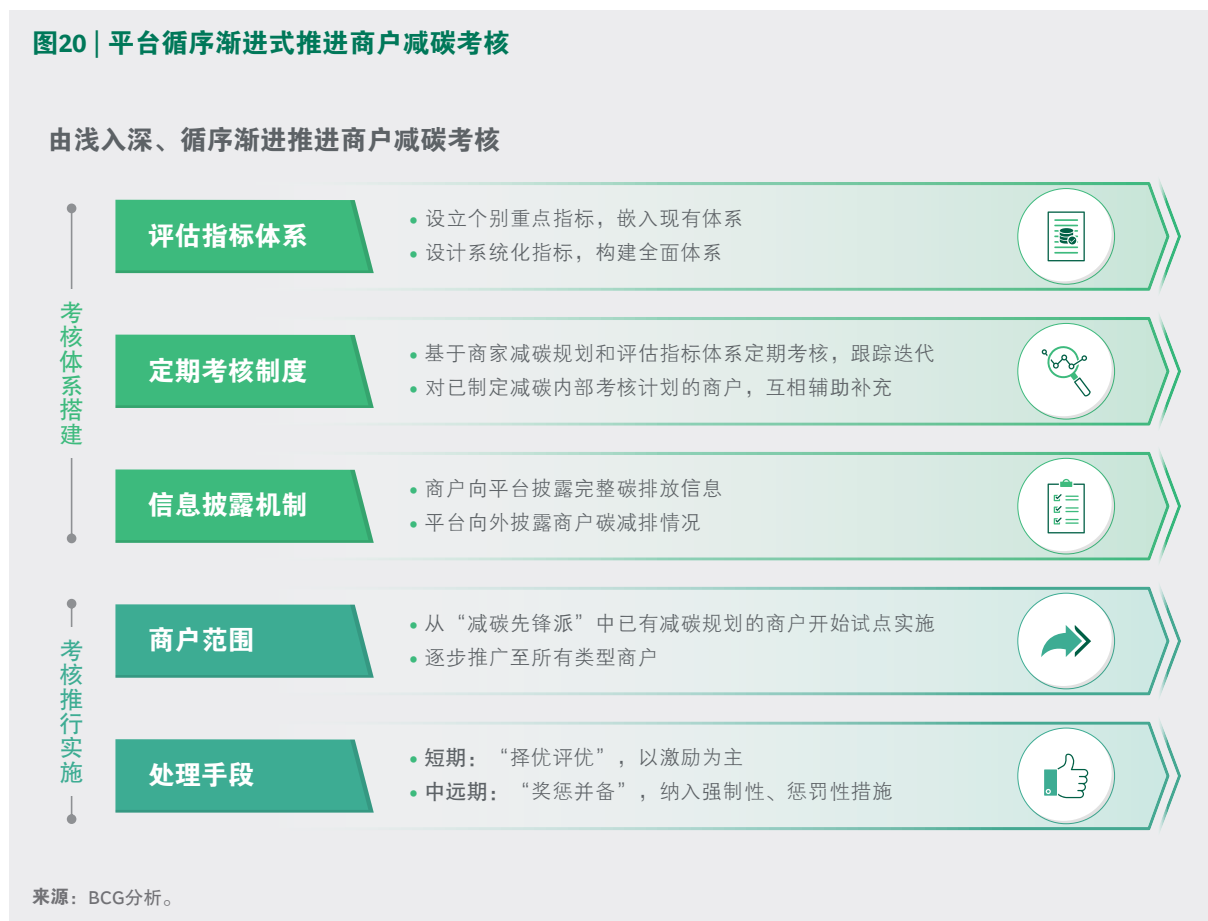 图20 | 平台循序渐进式推进商户减碳考核
由浅入深、循序渐进推进商户减碳考核
考核体系搭建
评估指标体系
• 设立个别重点指标，嵌入现有体系
• 设计系统化指标，构建全面体系
定期考核制度
• 基于商家减碳规划和评估指标体系定期考核，跟踪迭代
• 对已制定减碳内部考核计划的商户，互相辅助补充
信息披露机制
• 商户向平台披露完整碳排放信息
• 平台向外披露商户碳减排情况
考核推行实施
商户范围
• 从“减碳先锋派”中已有减碳规划的商户开始试点实施
• 逐步推广至所有类型商户
处理手段
• 短期：“择优评优”，以激励为主
• 中远期：“奖惩并备”，纳入强制性、惩罚性措施
来源：BCG分析。